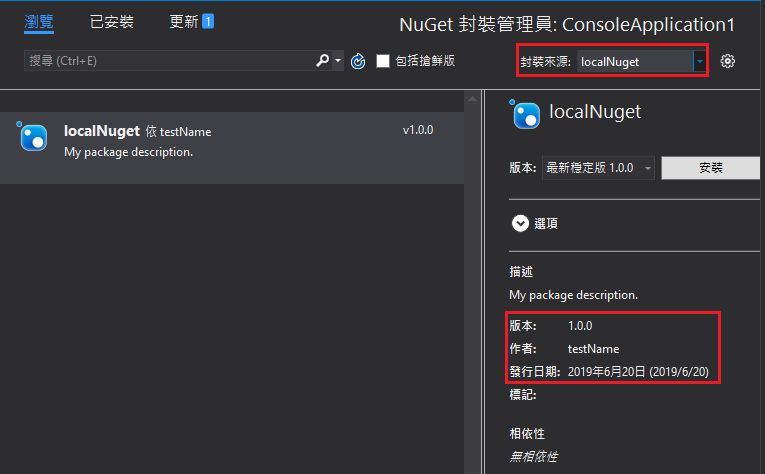 瀏覽 已安裝 更新 1
NuGet 封裝管理員: ConsoleApplication1
搜尋 (Ctrl+E)
包括搶鮮版
封裝來源: localNuget
localNuget 依 testName
v1.0.0
My package description.
localNuget
版本: 最新穩定版 1.0.0
安裝
選項
描述
My package description.
版本: 1.0.0
作者: testName
發行日期: 2019年6月20日 (2019/6/20)
標記:
相依性
無相依性